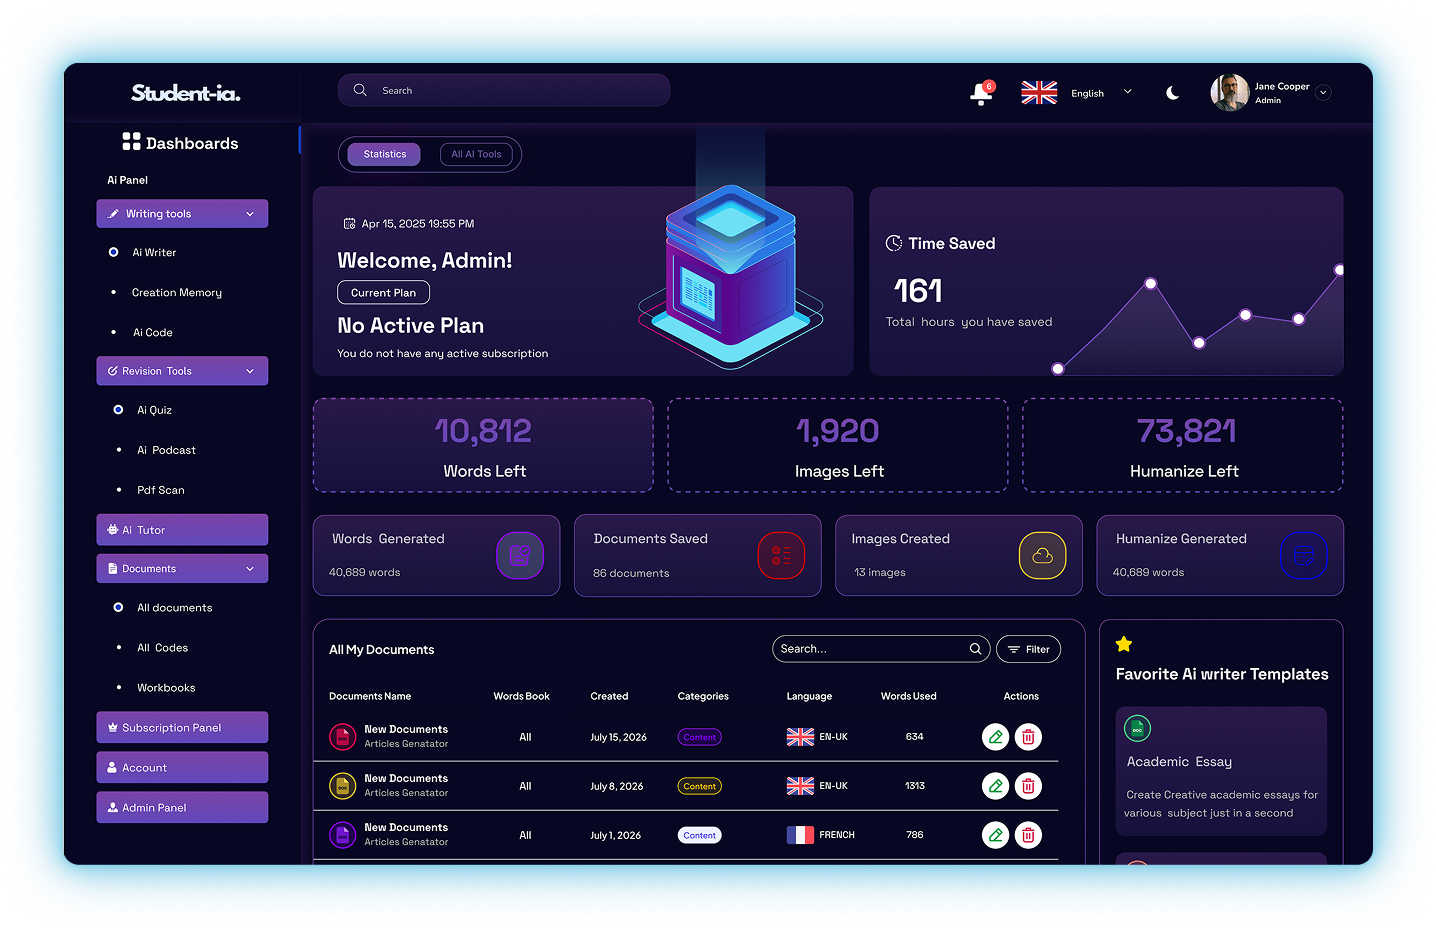 Student-ia.
Search
6
English
Jane Cooper
Admin
Dashboards
Ai Panel
Writing tools
Ai Writer
Creation Memory
Ai Code
Revision Tools
Ai Quiz
Ai Podcast
Pdf Scan
Ai Tutor
Documents
All documents
All Codes
Workbooks
Subscription Panel
Account
Admin Panel
Statistics
All AI Tools
Apr 15, 2025 19:55 PM
Welcome, Admin!
Current Plan
No Active Plan
You do not have any active subscription
Time Saved
161
Total hours you have saved
10,812
Words Left
1,920
Images Left
73,821
Humanize Left
Words Generated
40,689 words
Documents Saved
86 documents
Images Created
13 images
Humanize Generated
40,689 words
All My Documents
Search...
Filter
Documents Name Words Book Created Categories Language Words Used Actions
DOC New Documents
Articles Genatator
All July 15, 2026 Content EN-UK 634
DOC New Documents
Articles Genatator
All July 8, 2026 Content EN-UK 1313
DOC New Documents
Articles Genatator
All July 1, 2026 Content FRENCH 786
Favorite Ai writer Templates
DOC
Academic Essay
Create Creative academic essays for
various subject just in a second